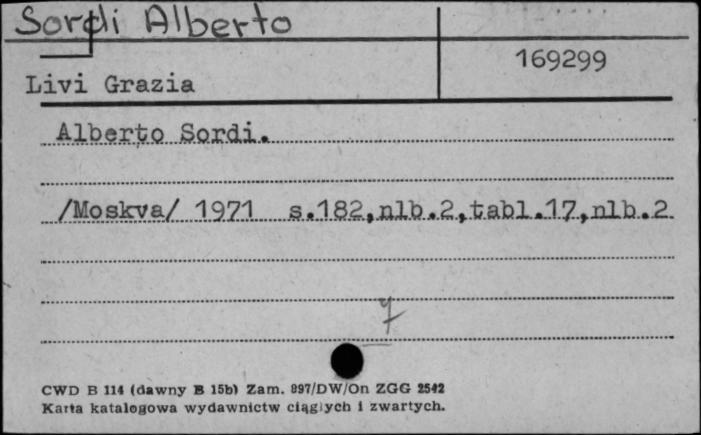 Sordi Alberto
169299
Livi Grazia
Alberto Sordi.
/Moskva/ 1971 s.182,nlb.2,tabl.17,nlb.2
CWD B 114 (dawny B 15b) Zam. 897/DW/On ZGG 2542
Karta katalogowa wydawnictw ciągłych i zwartych.